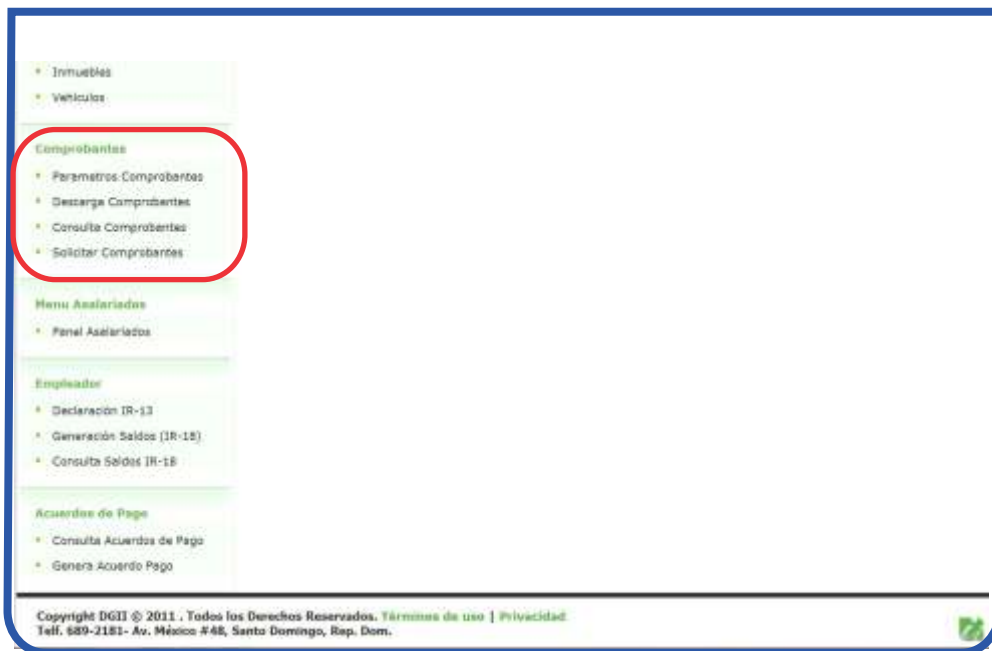 Inmuebles
Vehiculos
Comprobantes
Parametros Comprobantes
Descarga Comprobantes
Consulta Comprobantes
Solicitar Comprobantes
Menu Asalariados
Panel Asalariados
Empleador
Declaración IR-13
Generación Saldos (IR-18)
Consulta Saldos IR-18
Acuerdos de Pago
Consulta Acuerdos de Pago
Genera Acuerdo Pago
Copyright DGII © 2011 . Todos los Derechos Reservados. Términos de uso | Privacidad
Telf. 689-2181- Av. México #48, Santo Domingo, Rep. Dom.